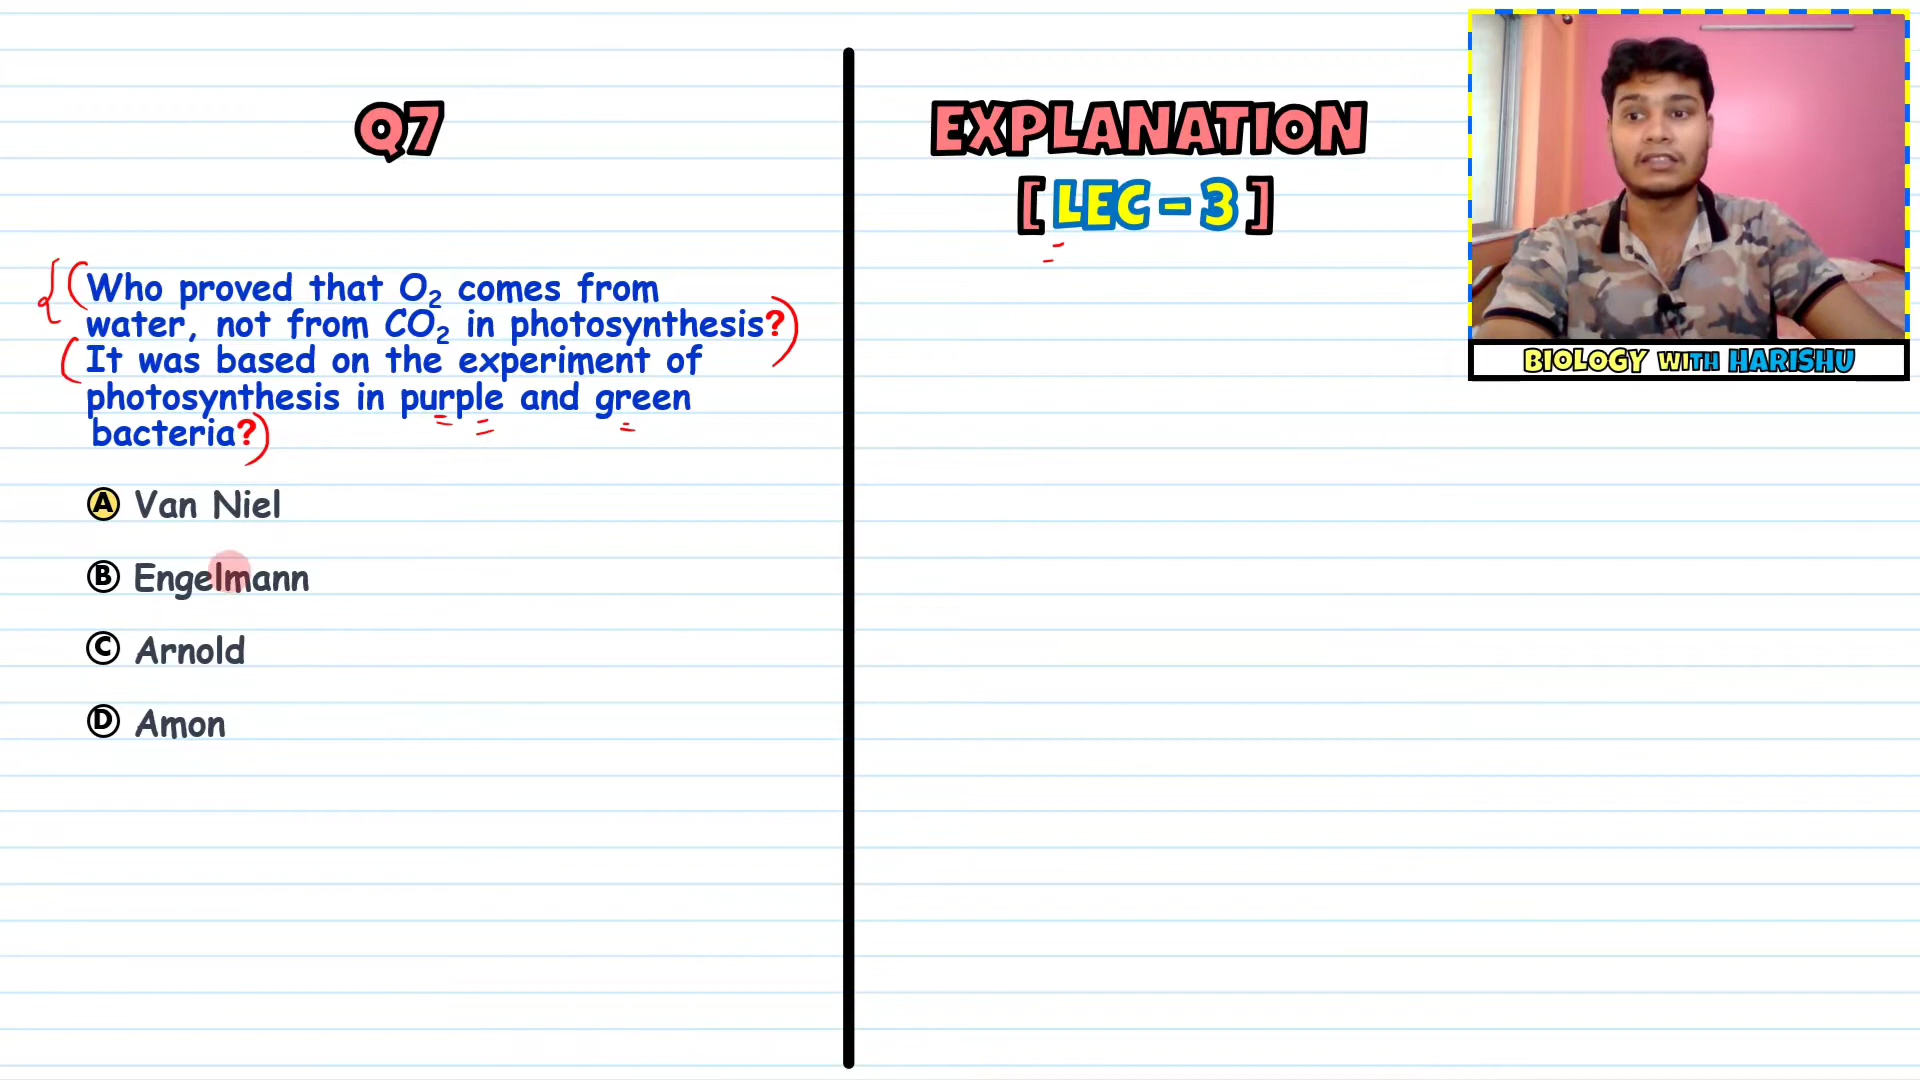 Q7
Who proved that O₂ comes from
water, not from CO₂ in photosynthesis?
It was based on the experiment of
photosynthesis in purple and green
bacteria?
A Van Niel
B Engelmann
C Arnold
D Amon
EXPLANATION
[ LEC - 3 ]
BIOLOGY WITH HARISHU